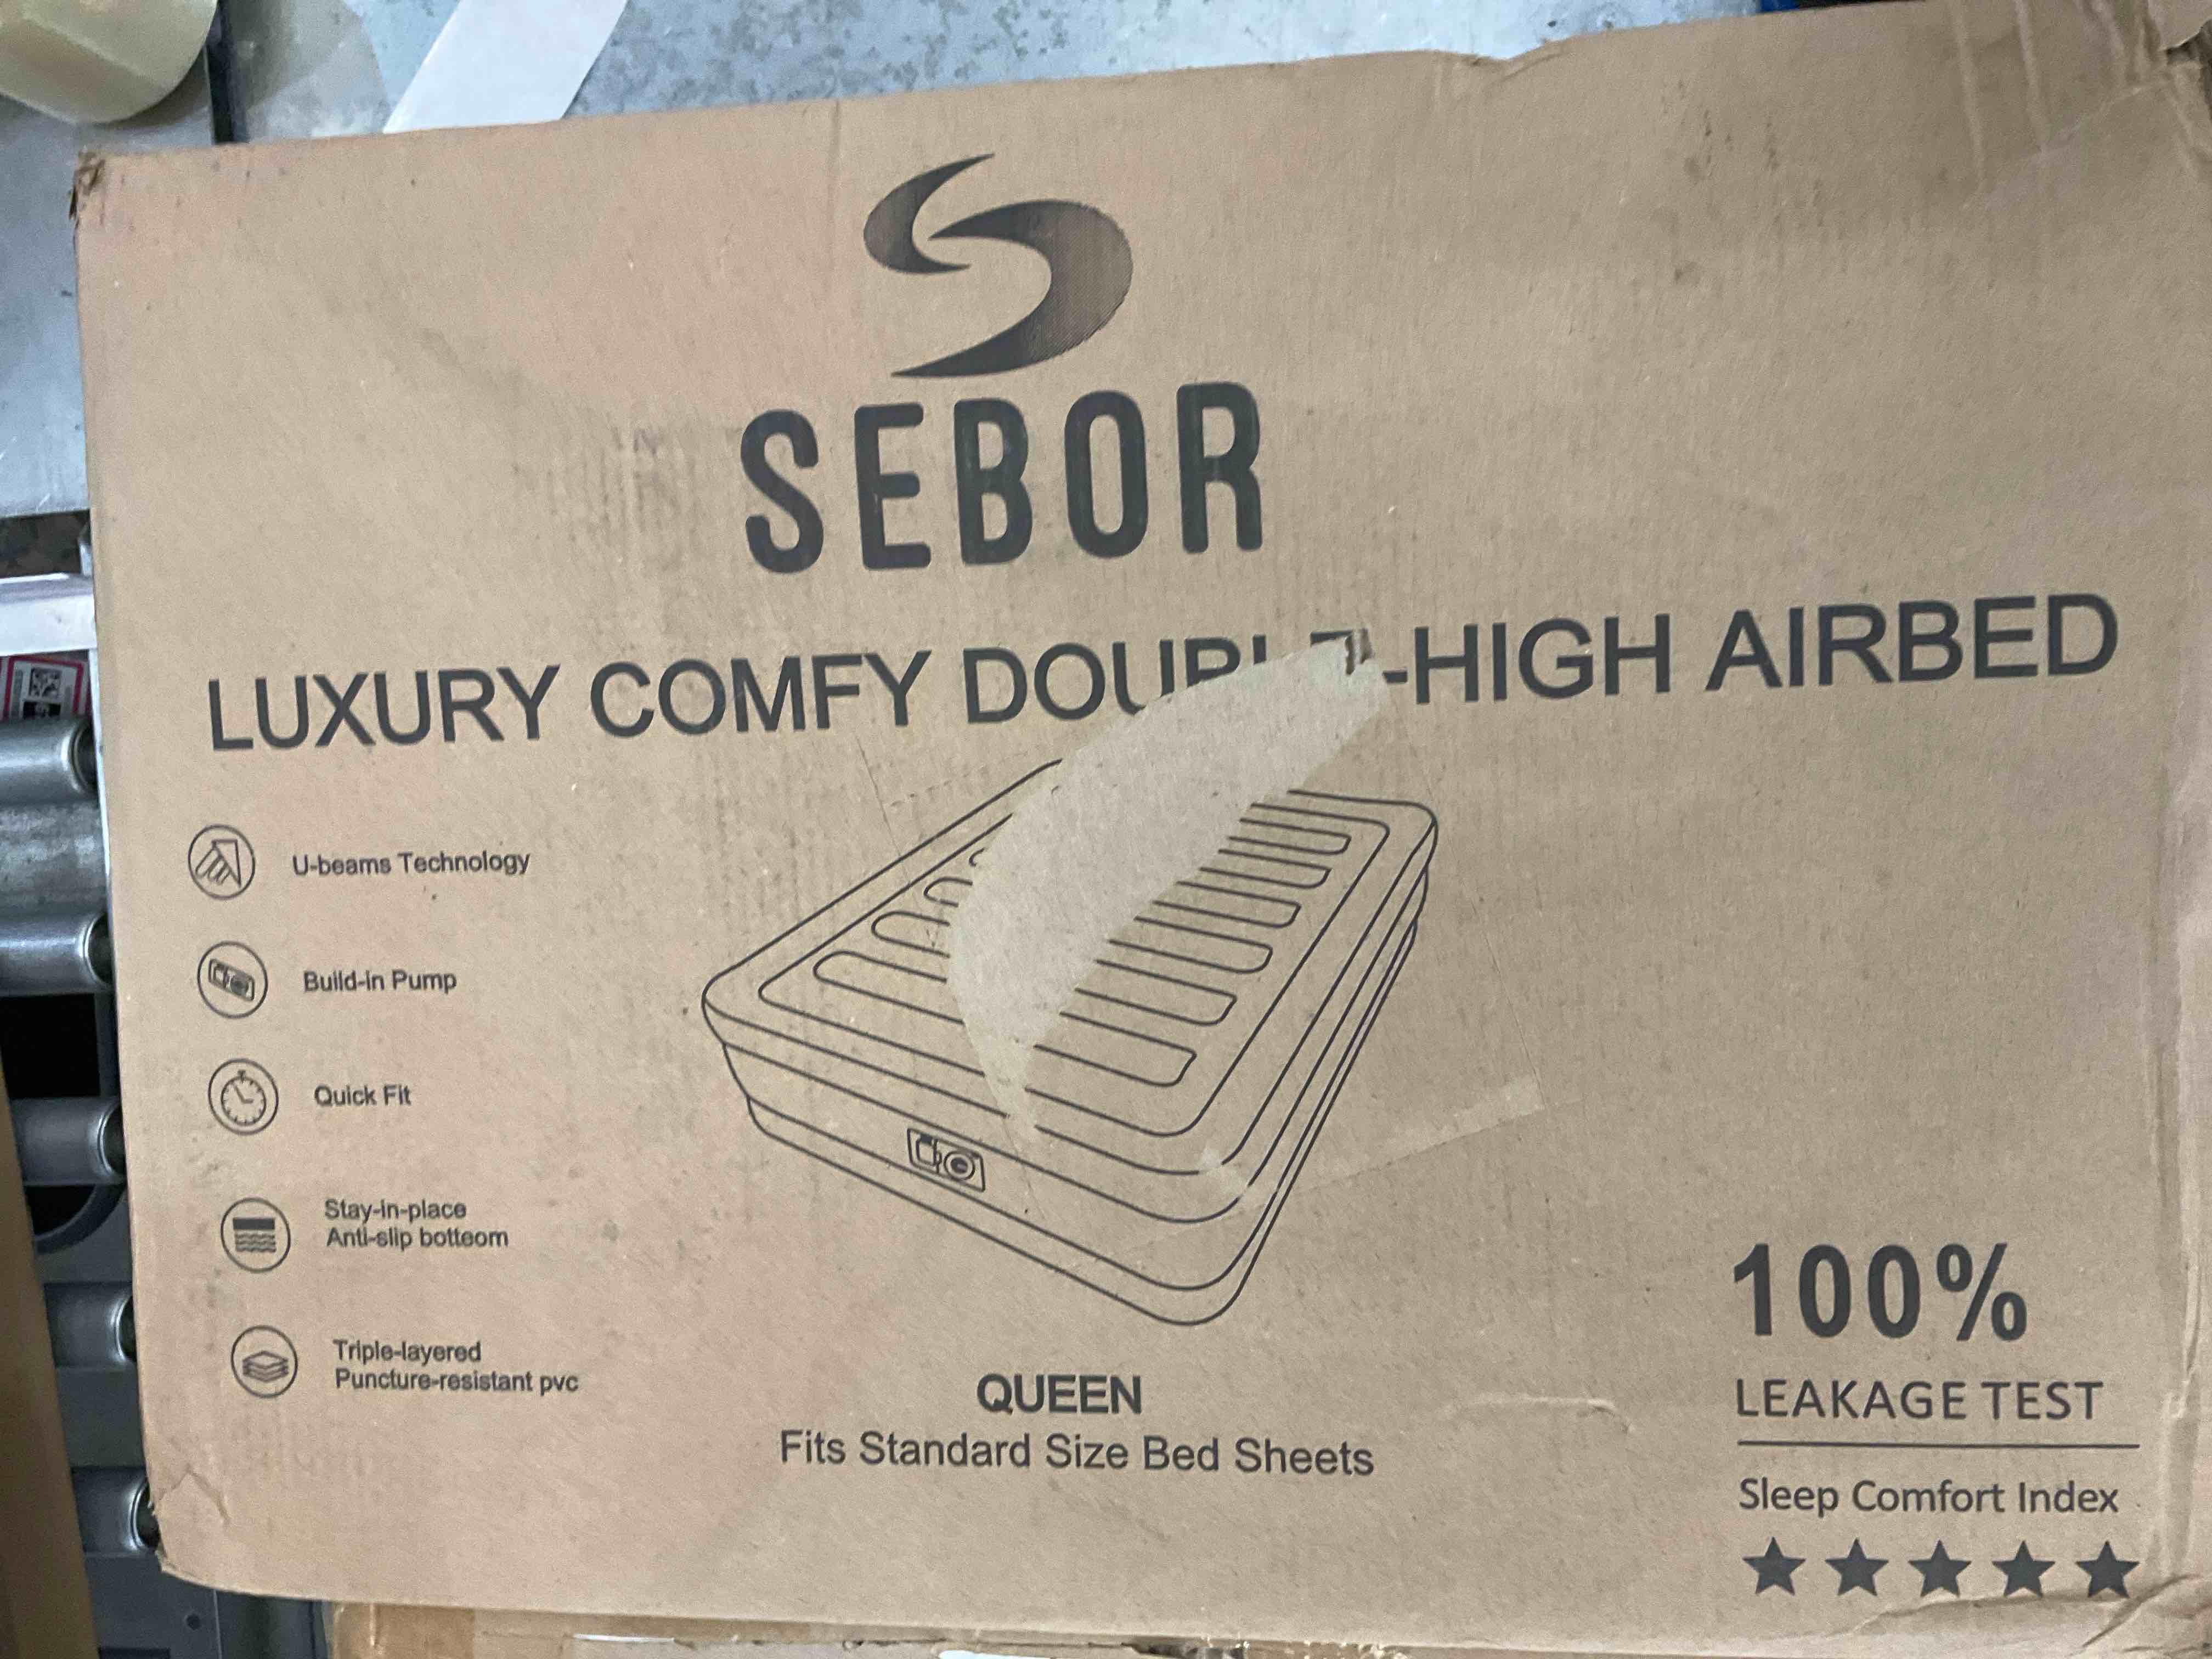 SEBOR
LUXURY COMFY DOUBLE-HIGH AIRBED
U-beams Technology
Build-in Pump
Quick Fit
Stay-in-place
Anti-slip botteom
Triple-layered
Puncture-resistant pvc
QUEEN
Fits Standard Size Bed Sheets
100%
LEAKAGE TEST
Sleep Comfort Index